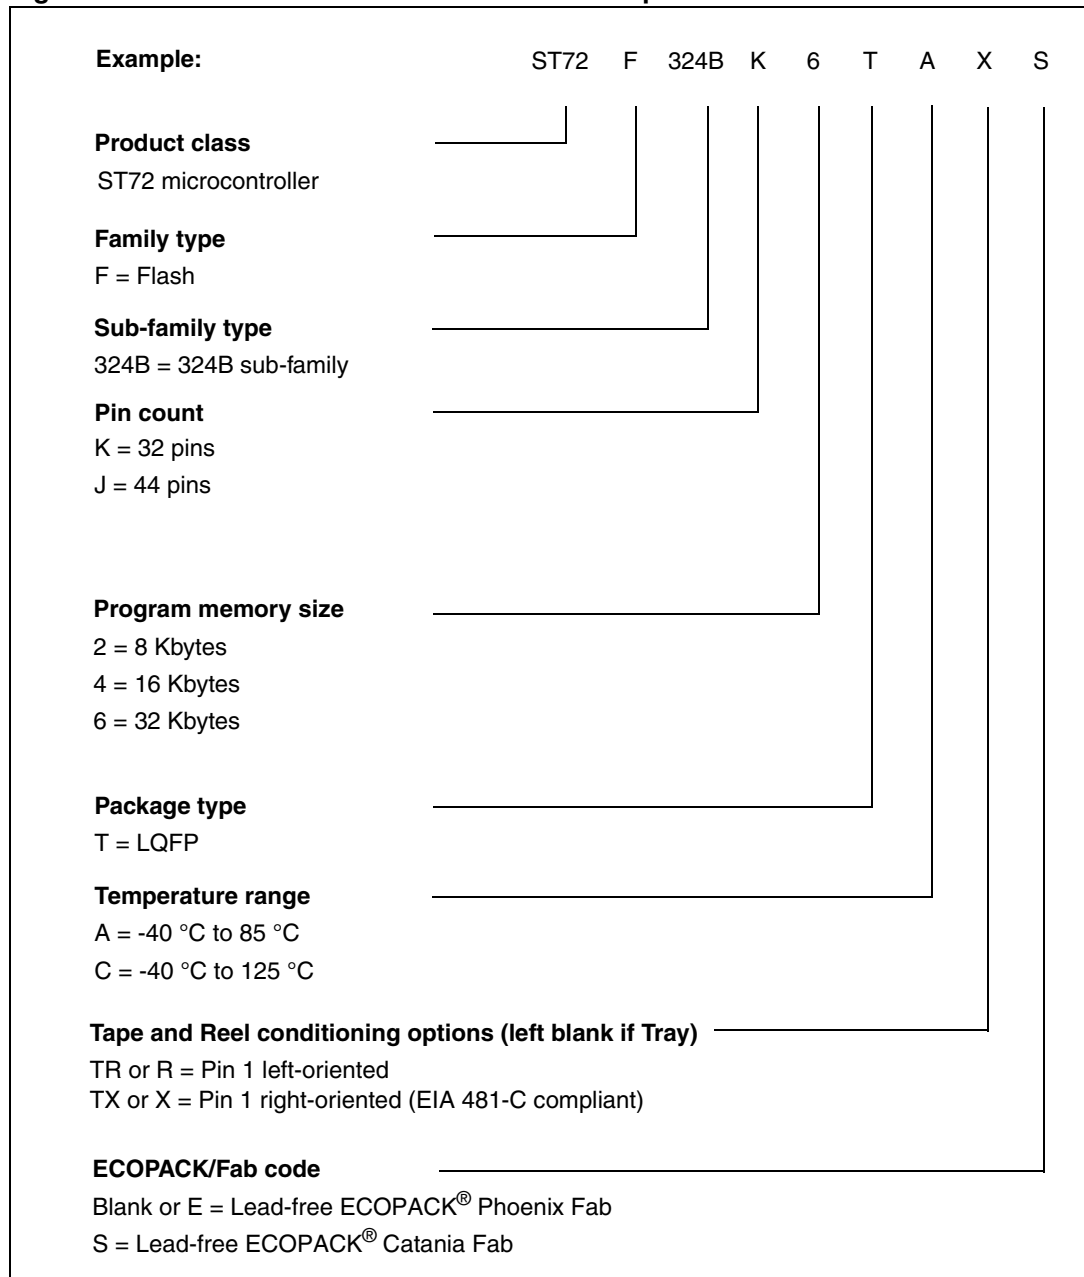 Example: ST72 F 324B K 6 T A X S
Product class
ST72 microcontroller
Family type
F = Flash
Sub-family type
324B = 324B sub-family
Pin count
K = 32 pins
J = 44 pins
Program memory size
2 = 8 Kbytes
4 = 16 Kbytes
6 = 32 Kbytes
Package type
T = LQFP
Temperature range
A = -40 °C to 85 °C
C = -40 °C to 125 °C
Tape and Reel conditioning options (left blank if Tray)
TR or R = Pin 1 left-oriented
TX or X = Pin 1 right-oriented (EIA 481-C compliant)
ECOPACK/Fab code
Blank or E = Lead-free ECOPACK® Phoenix Fab
S = Lead-free ECOPACK® Catania Fab